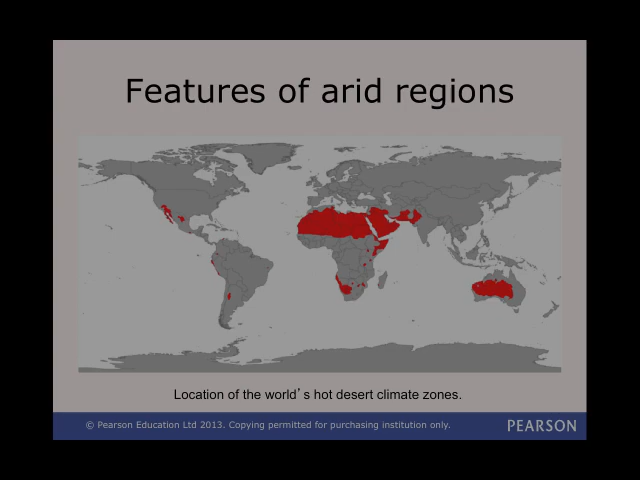 Features of arid regions
Location of the world’s hot desert climate zones.
© Pearson Education Ltd 2013. Copying permitted for purchasing institution only.
PEARSON